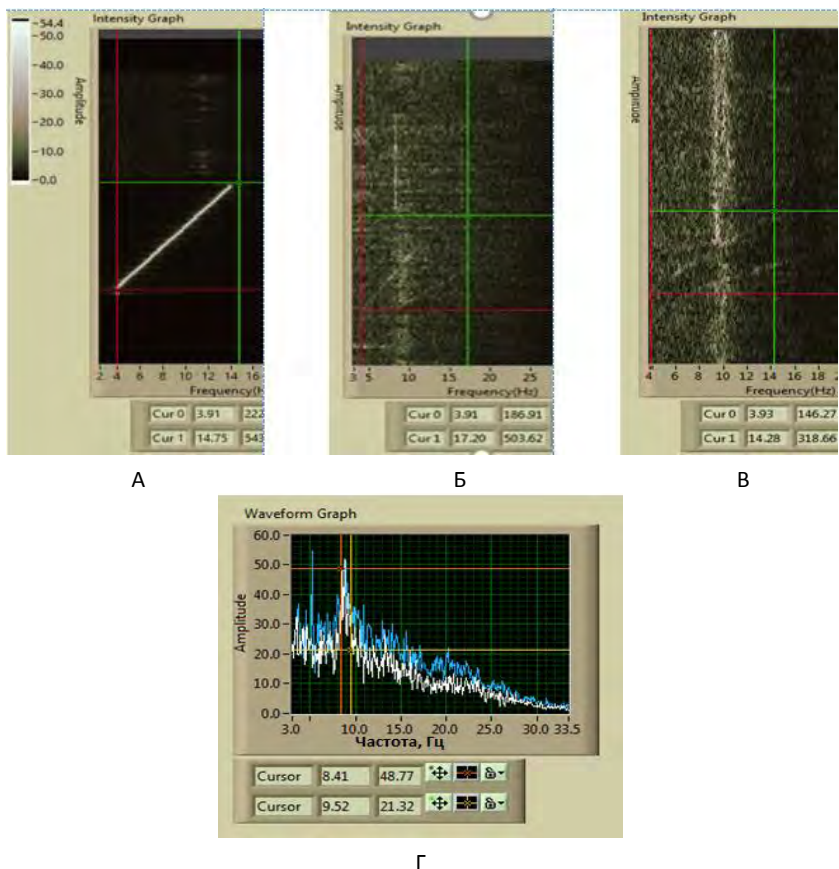 54.4
50.0
40.0
30.0
20.0
10.0
0.0
Intensity Graph
Amplitude
2 4 6 8 10 12 14 16
Frequency(H
Cur 0 3.91 222
Cur 1 14.75 543
А
Intensity Graph
Amplitude
3 5 10 15 20 25
Frequency(Hz)
Cur 0 3.91 186.91
Cur 1 17.20 503.62
Б
Intensity Graph
Amplitude
4 6 8 10 12 14 16 18 2
Frequency(Hz)
Cur 0 3.93 146.27
Cur 1 14.28 318.66
В
Waveform Graph
60.0
50.0
40.0
30.0
20.0
10.0
0.0
Amplitude
3.0 10.0 15.0 20.0 25.0 30.0 33.5
Частота, Гц
Cursor 8.41 48.77
Cursor 9.52 21.32
Г